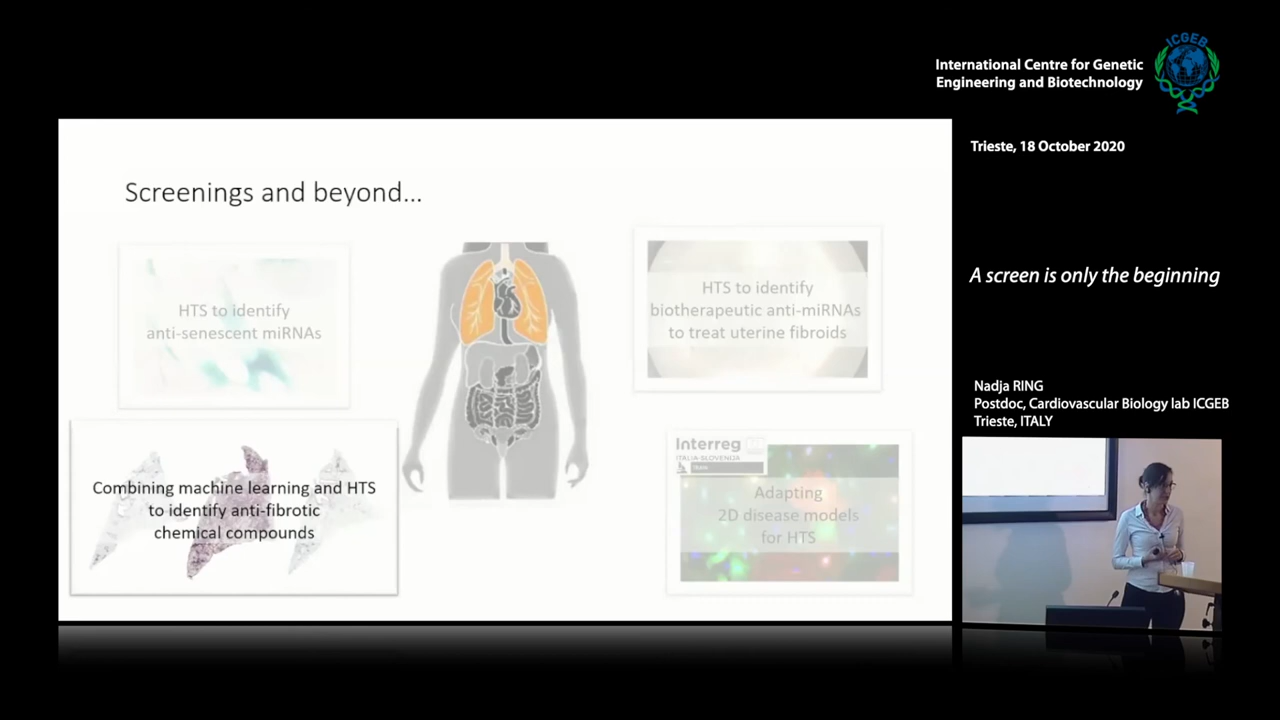 ICGEB
International Centre for Genetic
Engineering and Biotechnology
Trieste, 18 October 2020
Screenings and beyond...
HTS to identify
anti-senescent miRNAs
HTS to identify
biotherapeutic anti-miRNAs
to treat uterine fibroids
A screen is only the beginning
Combining machine learning and HTS
to identify anti-fibrotic
chemical compounds
Interreg
ITALIA-SLOVENIJA
Adapting
2D disease models
for HTS
Nadja RING
Postdoc, Cardiovascular Biology lab ICGEB
Trieste, ITALY